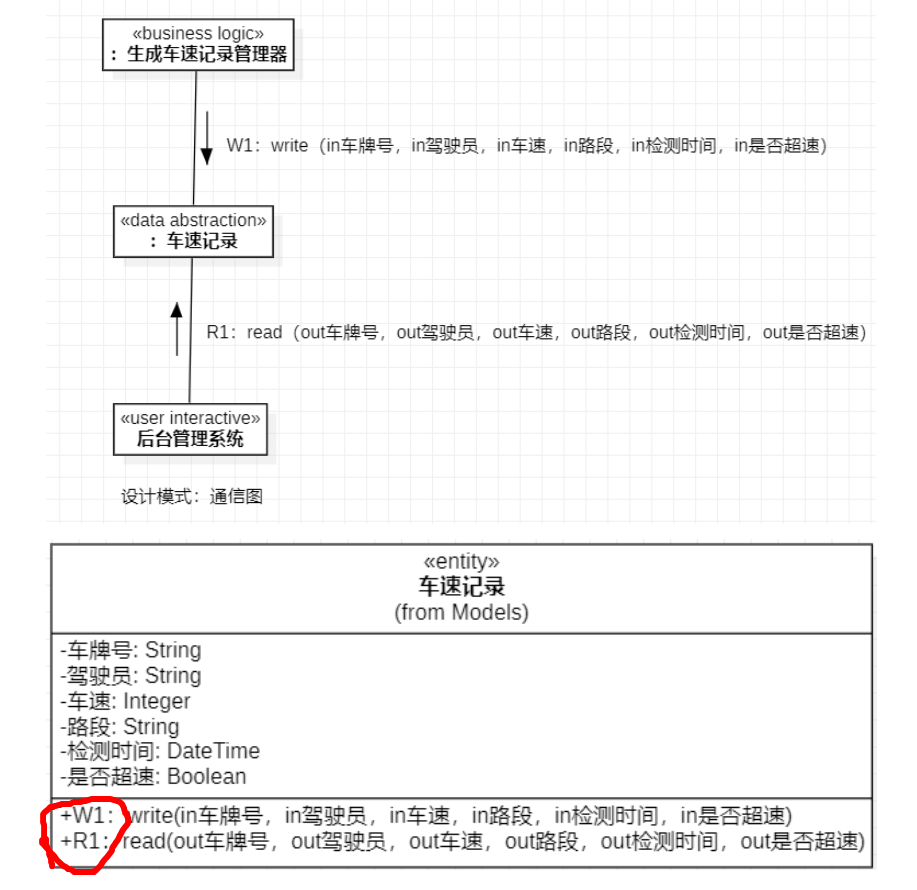 «business logic»
：生成车速记录管理器
W1：write（in车牌号，in驾驶员，in车速，in路段，in检测时间，in是否超速）
«data abstraction»
：车速记录
R1：read（out车牌号，out驾驶员，out车速，out路段，out检测时间，out是否超速）
«user interactive»
后台管理系统
设计模式：通信图
«entity»
车速记录
(from Models)
-车牌号: String
-驾驶员: String
-车速: Integer
-路段: String
-检测时间: DateTime
-是否超速: Boolean
+W1：write(in车牌号，in驾驶员，in车速，in路段，in检测时间，in是否超速)
+R1：read(out车牌号，out驾驶员，out车速，out路段，out检测时间，out是否超速)